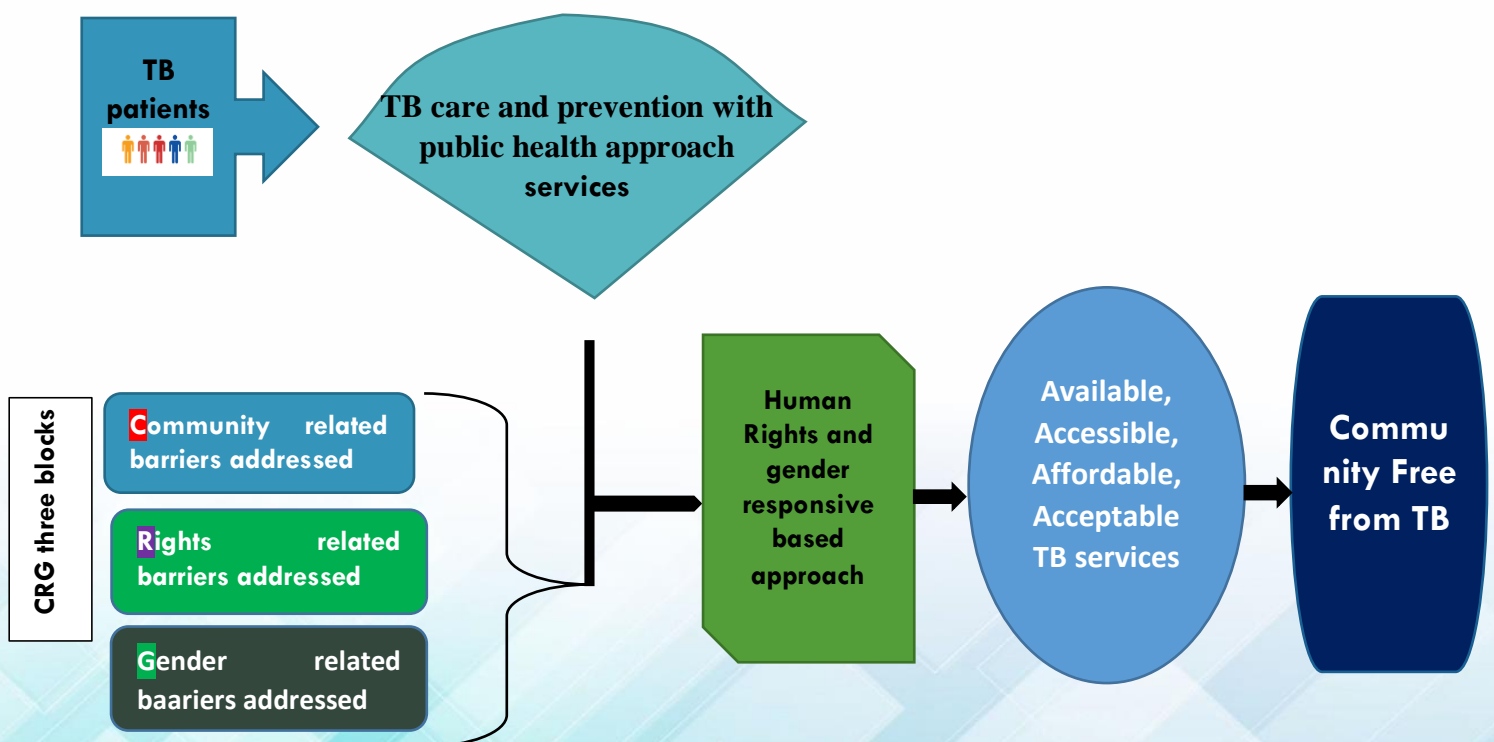 TB
patients
TB care and prevention with
public health approach
services
CRG three blocks
Community related
barriers addressed
Rights related
barriers addressed
Gender related
baariers addressed
Human
Rights and
gender
responsive
based
approach
Available,
Accessible,
Affordable,
Acceptable
TB services
Commu
nity Free
from TB